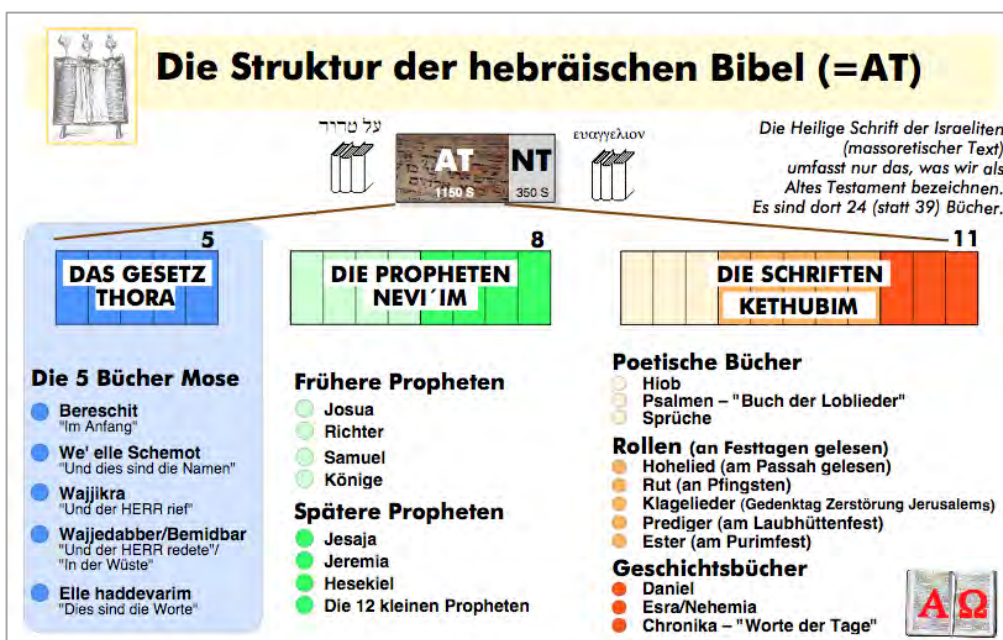 Die Struktur der hebräischen Bibel (=AT)
על טדוד
AT
1150 S
NT
350 S
ευαγγελιον
Die Heilige Schrift der Israeliten
(massoretischer Text)
umfasst nur das, was wir als
Altes Testament bezeichnen.
Es sind dort 24 (statt 39) Bücher.
5
DAS GESETZ
THORA
Die 5 Bücher Mose
Bereschit
"Im Anfang"
We' elle Schemot
"Und dies sind die Namen"
Wajjikra
"Und der HERR rief"
Wajjedabber/Bemidbar
"Und der HERR redete"/
"In der Wüste"
Elle haddevarim
"Dies sind die Worte"
8
DIE PROPHETEN
NEVI´IM
Frühere Propheten
Josua
Richter
Samuel
Könige
Spätere Propheten
Jesaja
Jeremia
Hesekiel
Die 12 kleinen Propheten
11
DIE SCHRIFTEN
KETHUBIM
Poetische Bücher
Hiob
Psalmen – "Buch der Loblieder"
Sprüche
Rollen (an Festtagen gelesen)
Hohelied (am Passah gelesen)
Rut (an Pfingsten)
Klagelieder (Gedenktag Zerstörung Jerusalems)
Prediger (am Laubhüttenfest)
Ester (am Purimfest)
Geschichtsbücher
Daniel
Esra/Nehemia
Chronika – "Worte der Tage"
Α Ω